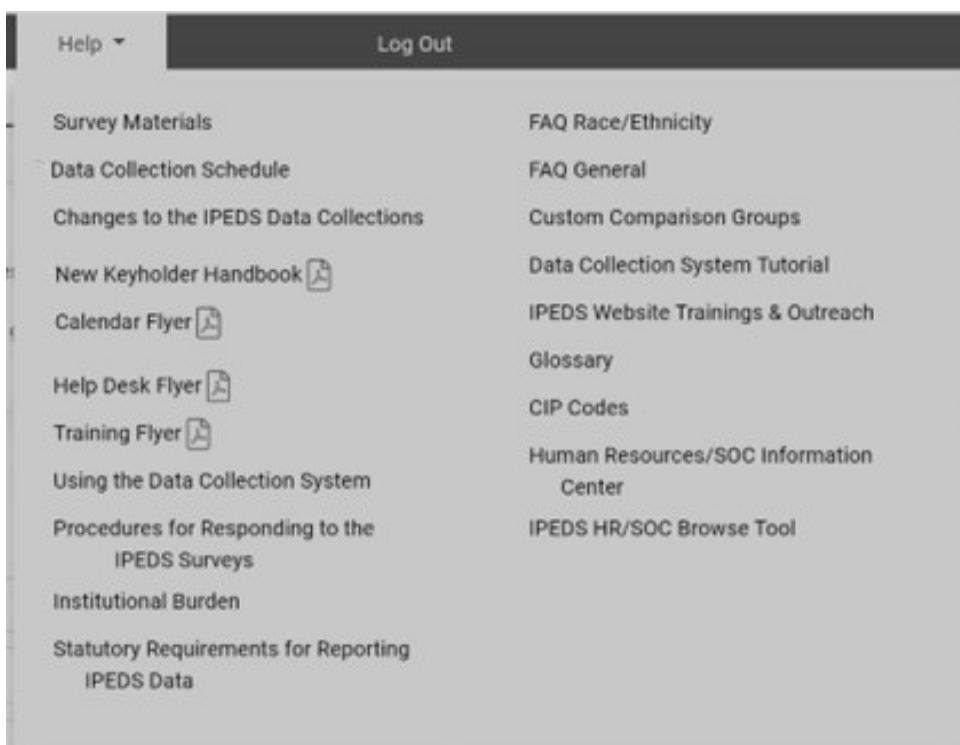 Help
Log Out
Survey Materials
Data Collection Schedule
Changes to the IPEDS Data Collections
New Keyholder Handbook
Calendar Flyer
Help Desk Flyer
Training Flyer
Using the Data Collection System
Procedures for Responding to the
IPEDS Surveys
Institutional Burden
Statutory Requirements for Reporting
IPEDS Data
FAQ Race/Ethnicity
FAQ General
Custom Comparison Groups
Data Collection System Tutorial
IPEDS Website Trainings & Outreach
Glossary
CIP Codes
Human Resources/SOC Information
Center
IPEDS HR/SOC Browse Tool